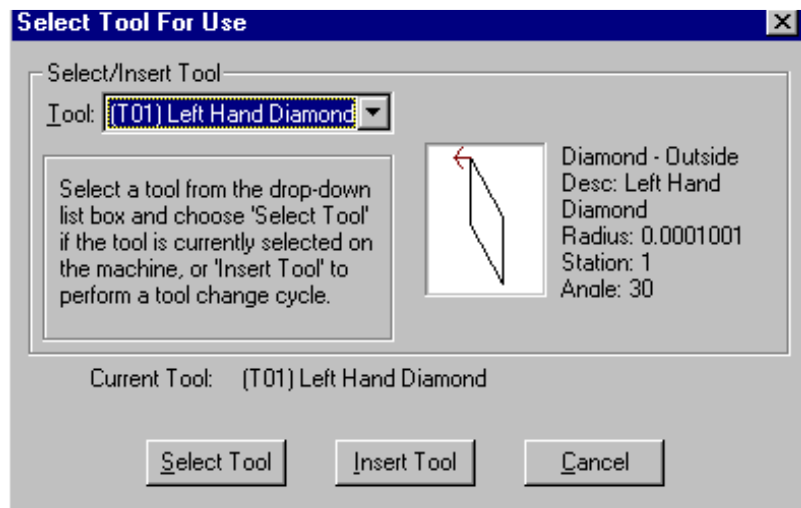 Select Tool For Use
Select/Insert Tool
Tool: (T01) Left Hand Diamond
Select a tool from the drop-down
list box and choose 'Select Tool'
if the tool is currently selected on
the machine, or 'Insert Tool' to
perform a tool change cycle.
Diamond - Outside
Desc: Left Hand
Diamond
Radius: 0.0001001
Station: 1
Angle: 30
Current Tool: (T01) Left Hand Diamond
Select Tool
Insert Tool
Cancel